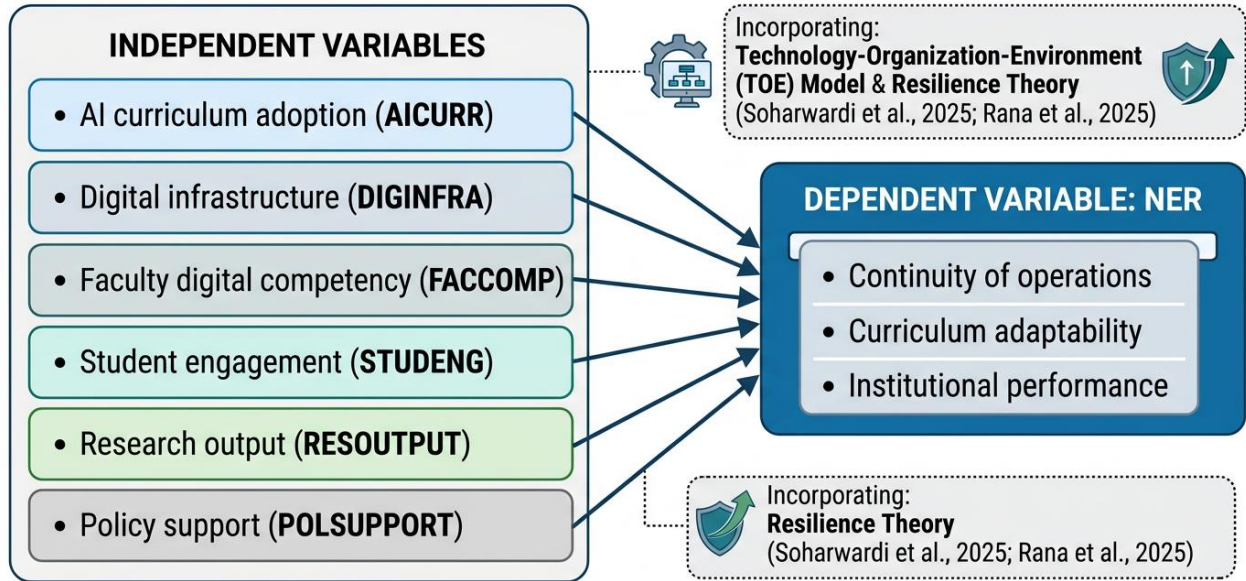 INDEPENDENT VARIABLES
• AI curriculum adoption (AICURR)
• Digital infrastructure (DIGINFRA)
• Faculty digital competency (FACCOMP)
• Student engagement (STUDENG)
• Research output (RESOUTPUT)
• Policy support (POLSUPPORT)
Incorporating:
Technology-Organization-Environment
(TOE) Model & Resilience Theory
(Soharwardi et al., 2025; Rana et al., 2025)
DEPENDENT VARIABLE: NER
• Continuity of operations
• Curriculum adaptability
• Institutional performance
Incorporating:
Resilience Theory
(Soharwardi et al., 2025; Rana et al., 2025)